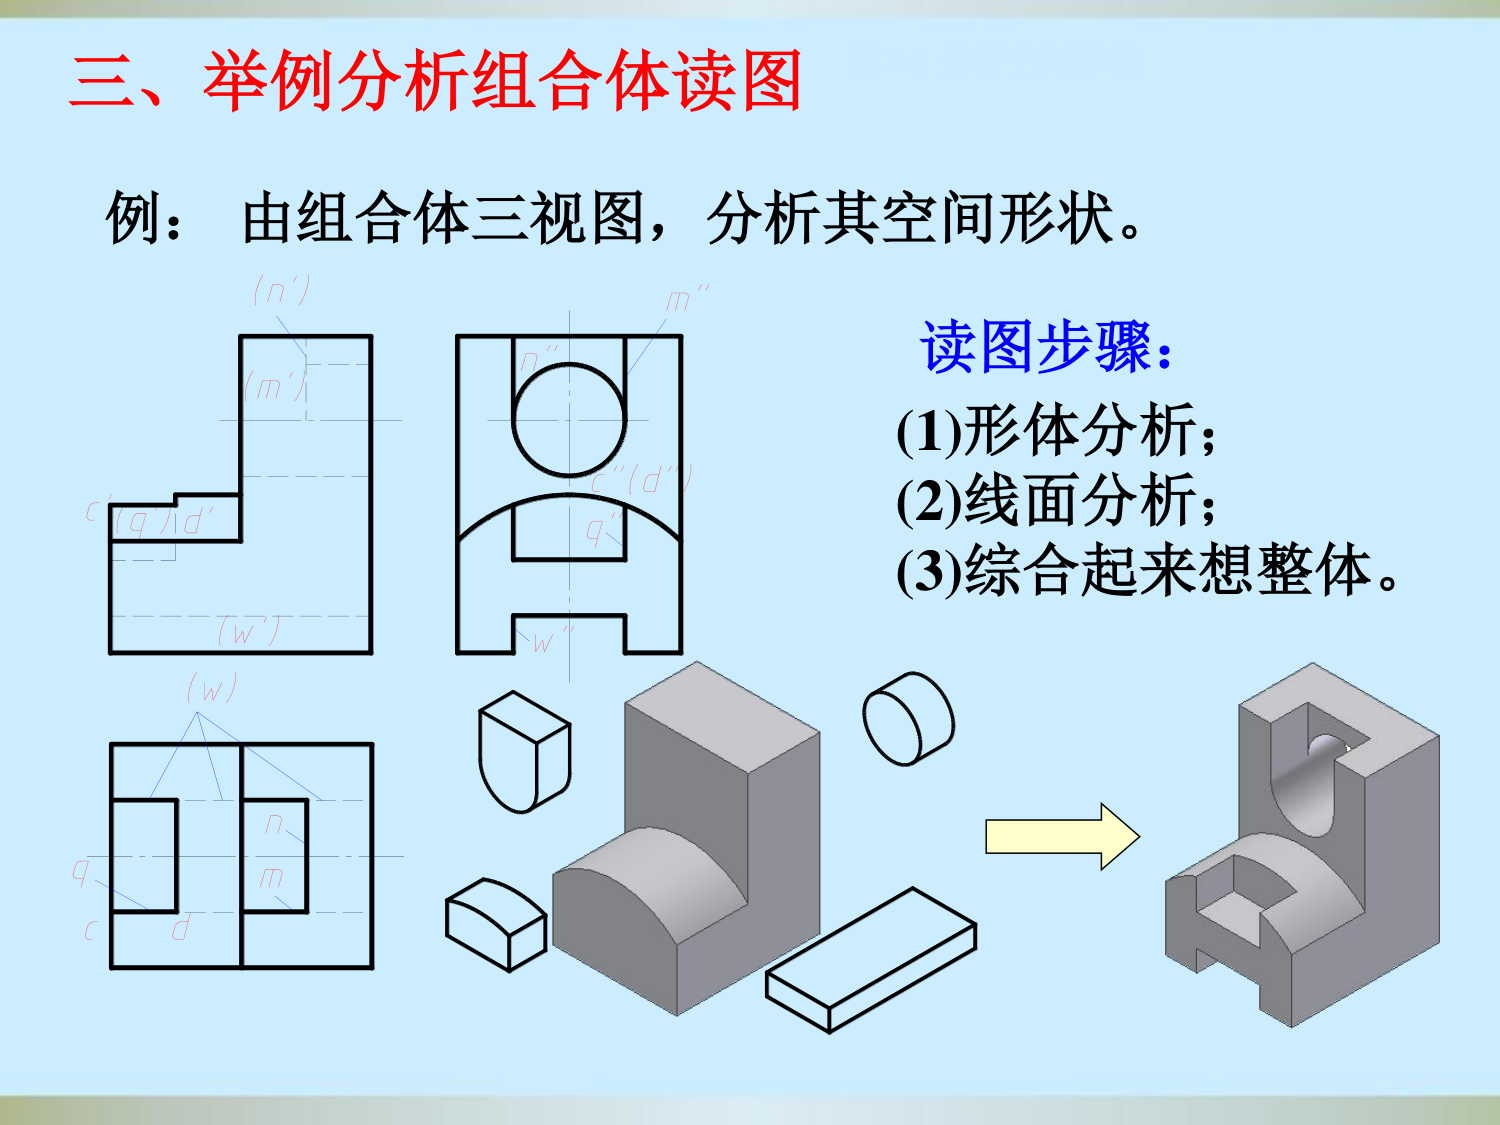 三、举例分析组合体读图
例： 由组合体三视图，分析其空间形状。
(n')
m"
n"
(m')
读图步骤：
(1)形体分析；
c"(d")
c'
(q')
d'
q"
(2)线面分析；
(3)综合起来想整体。
(w')
w"
(w)
n
q
m
c
d